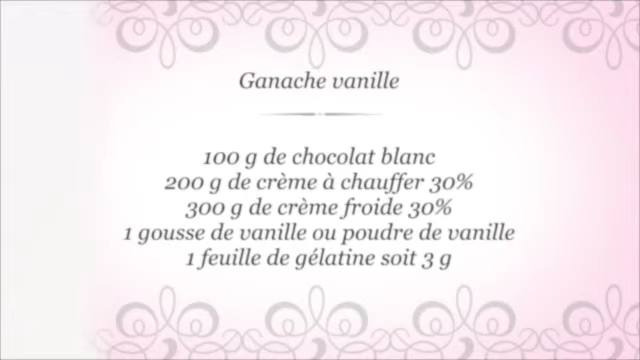 Ganache vanille
100 g de chocolat blanc
200 g de crème à chauffer 30%
300 g de crème froide 30%
1 gousse de vanille ou poudre de vanille
1 feuille de gélatine soit 3 g